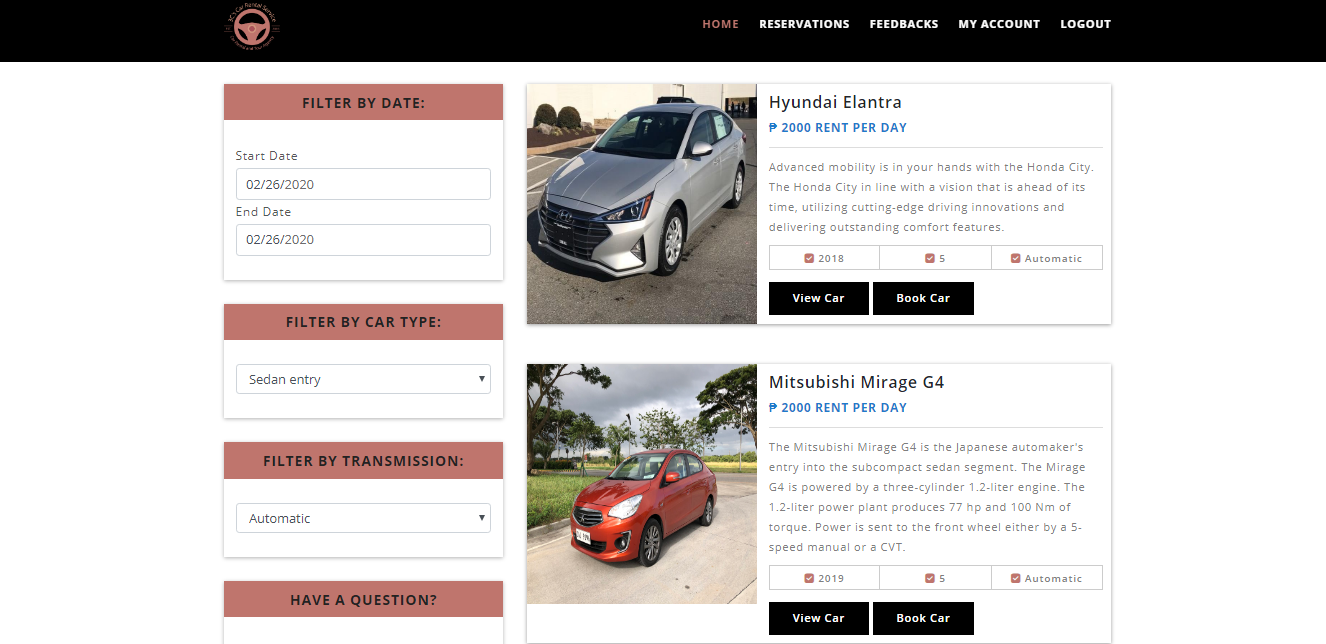 3C's Car Rental Service
HOME
RESERVATIONS
FEEDBACKS
MY ACCOUNT
LOGOUT
FILTER BY DATE:
Start Date
02/26/2020
End Date
02/26/2020
FILTER BY CAR TYPE:
Sedan entry
FILTER BY TRANSMISSION:
Automatic
HAVE A QUESTION?
Hyundai Elantra
₱ 2000 RENT PER DAY
Advanced mobility is in your hands with the Honda City.
The Honda City in line with a vision that is ahead of its
time, utilizing cutting-edge driving innovations and
delivering outstanding comfort features.
2018
5
Automatic
View Car
Book Car
Mitsubishi Mirage G4
₱ 2000 RENT PER DAY
The Mitsubishi Mirage G4 is the Japanese automaker's
entry into the subcompact sedan segment. The Mirage
G4 is powered by a three-cylinder 1.2-liter engine. The
1.2-liter power plant produces 77 hp and 100 Nm of
torque. Power is sent to the front wheel either by a 5-
speed manual or a CVT.
2019
5
Automatic
View Car
Book Car